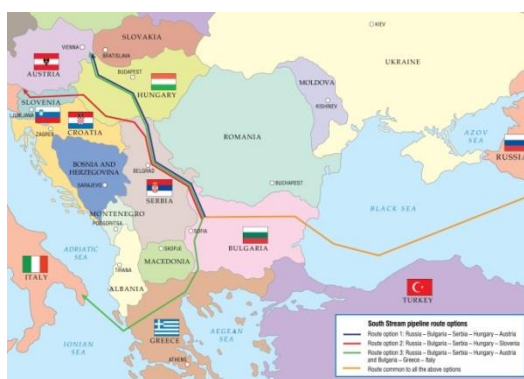 KIEV
SLOVAKIA
VIENNA
BRATISLAVA
UKRAINE
AUSTRIA
BUDAPEST
MOLDOVA
HUNGARY
KISHINEV
SLOVENIA
LJUBLJANA
ZAGREB
CROATIA
ROMANIA
AZOV
SEA
RUSSIA
BOSNIA AND
HERZEGOVINA
BELGRAD
SARAJEVO
SERBIA
BUCHAREST
BLACK SEA
MONTENEGRO
PODGORITSA
SOFIA
BULGARIA
ADRIATIC
SEA
SKOPJE
ITALY
TIRANA
MACEDONIA
ALBANIA
TURKEY
GREECE
AEGEAN
SEA
IONIAN
SEA
ATHENS
South Stream pipeline route options
Route option 1: Russia – Bulgaria – Serbia – Hungary – Austria
Route option 2: Russia – Bulgaria – Serbia – Hungary – Slovenia
Route option 3: Russia – Bulgaria – Serbia – Hungary – Austria
and Bulgaria – Greece – Italy
Route common to all the above options